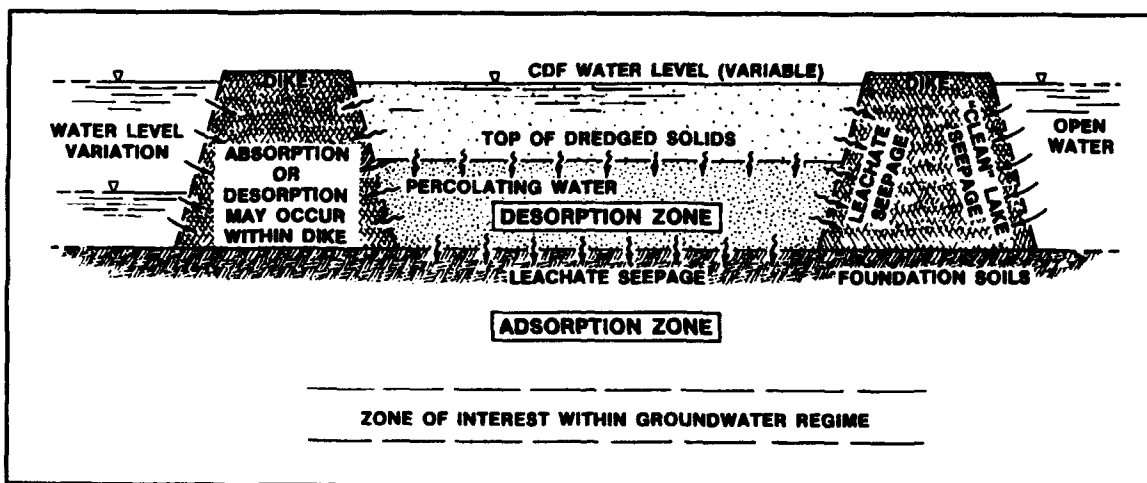 CDF WATER LEVEL (VARIABLE)
DIKE
DIKE
WATER LEVEL
VARIATION
TOP OF DREDGED SOLIDS
OPEN
WATER
ABSORPTION
OR
DESORPTION
MAY OCCUR
WITHIN DIKE
PERCOLATING WATER
LEACHATE
SEEPAGE
"CLEAN" LAKE
SEEPAGE
DESORPTION ZONE
LEACHATE SEEPAGE
FOUNDATION SOILS
ADSORPTION ZONE
ZONE OF INTEREST WITHIN GROUNDWATER REGIME